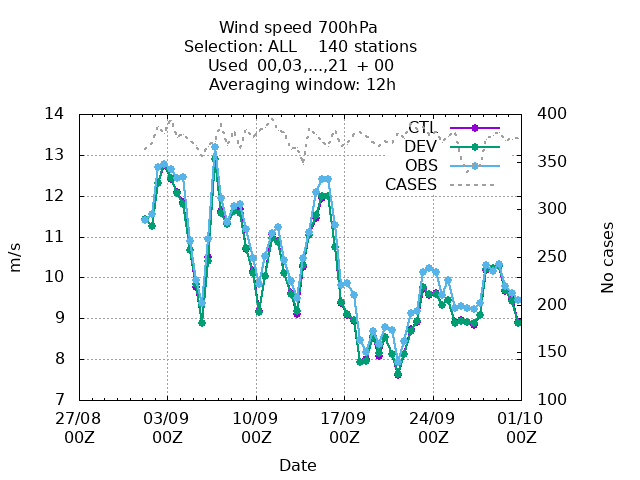 Wind speed 700hPa
Selection: ALL    140 stations
Used  00,03,...,21 + 00
Averaging window: 12h
14 400
CTL
DEV
13 350
OBS
CASES
12 300
11 250
m/s
No cases
10 200
9
8 150
7 100
27/08 03/09 10/09 17/09 24/09 01/10
00Z 00Z 00Z 00Z 00Z 00Z
Date